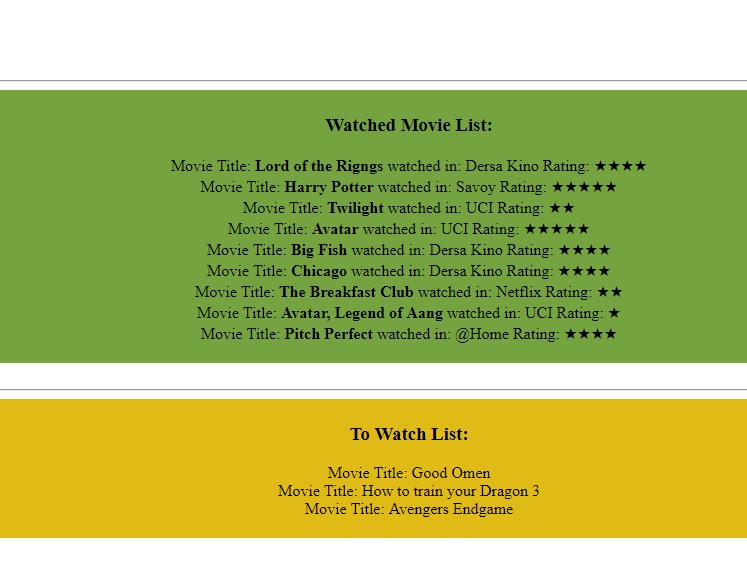 Watched Movie List:
Movie Title: Lord of the Rigngs watched in: Dersa Kino Rating: ★★★★
Movie Title: Harry Potter watched in: Savoy Rating: ★★★★★
Movie Title: Twilight watched in: UCI Rating: ★★
Movie Title: Avatar watched in: UCI Rating: ★★★★★
Movie Title: Big Fish watched in: Dersa Kino Rating: ★★★★
Movie Title: Chicago watched in: Dersa Kino Rating: ★★★★
Movie Title: The Breakfast Club watched in: Netflix Rating: ★★
Movie Title: Avatar, Legend of Aang watched in: UCI Rating: ★
Movie Title: Pitch Perfect watched in: @Home Rating: ★★★★
To Watch List:
Movie Title: Good Omen
Movie Title: How to train your Dragon 3
Movie Title: Avengers Endgame